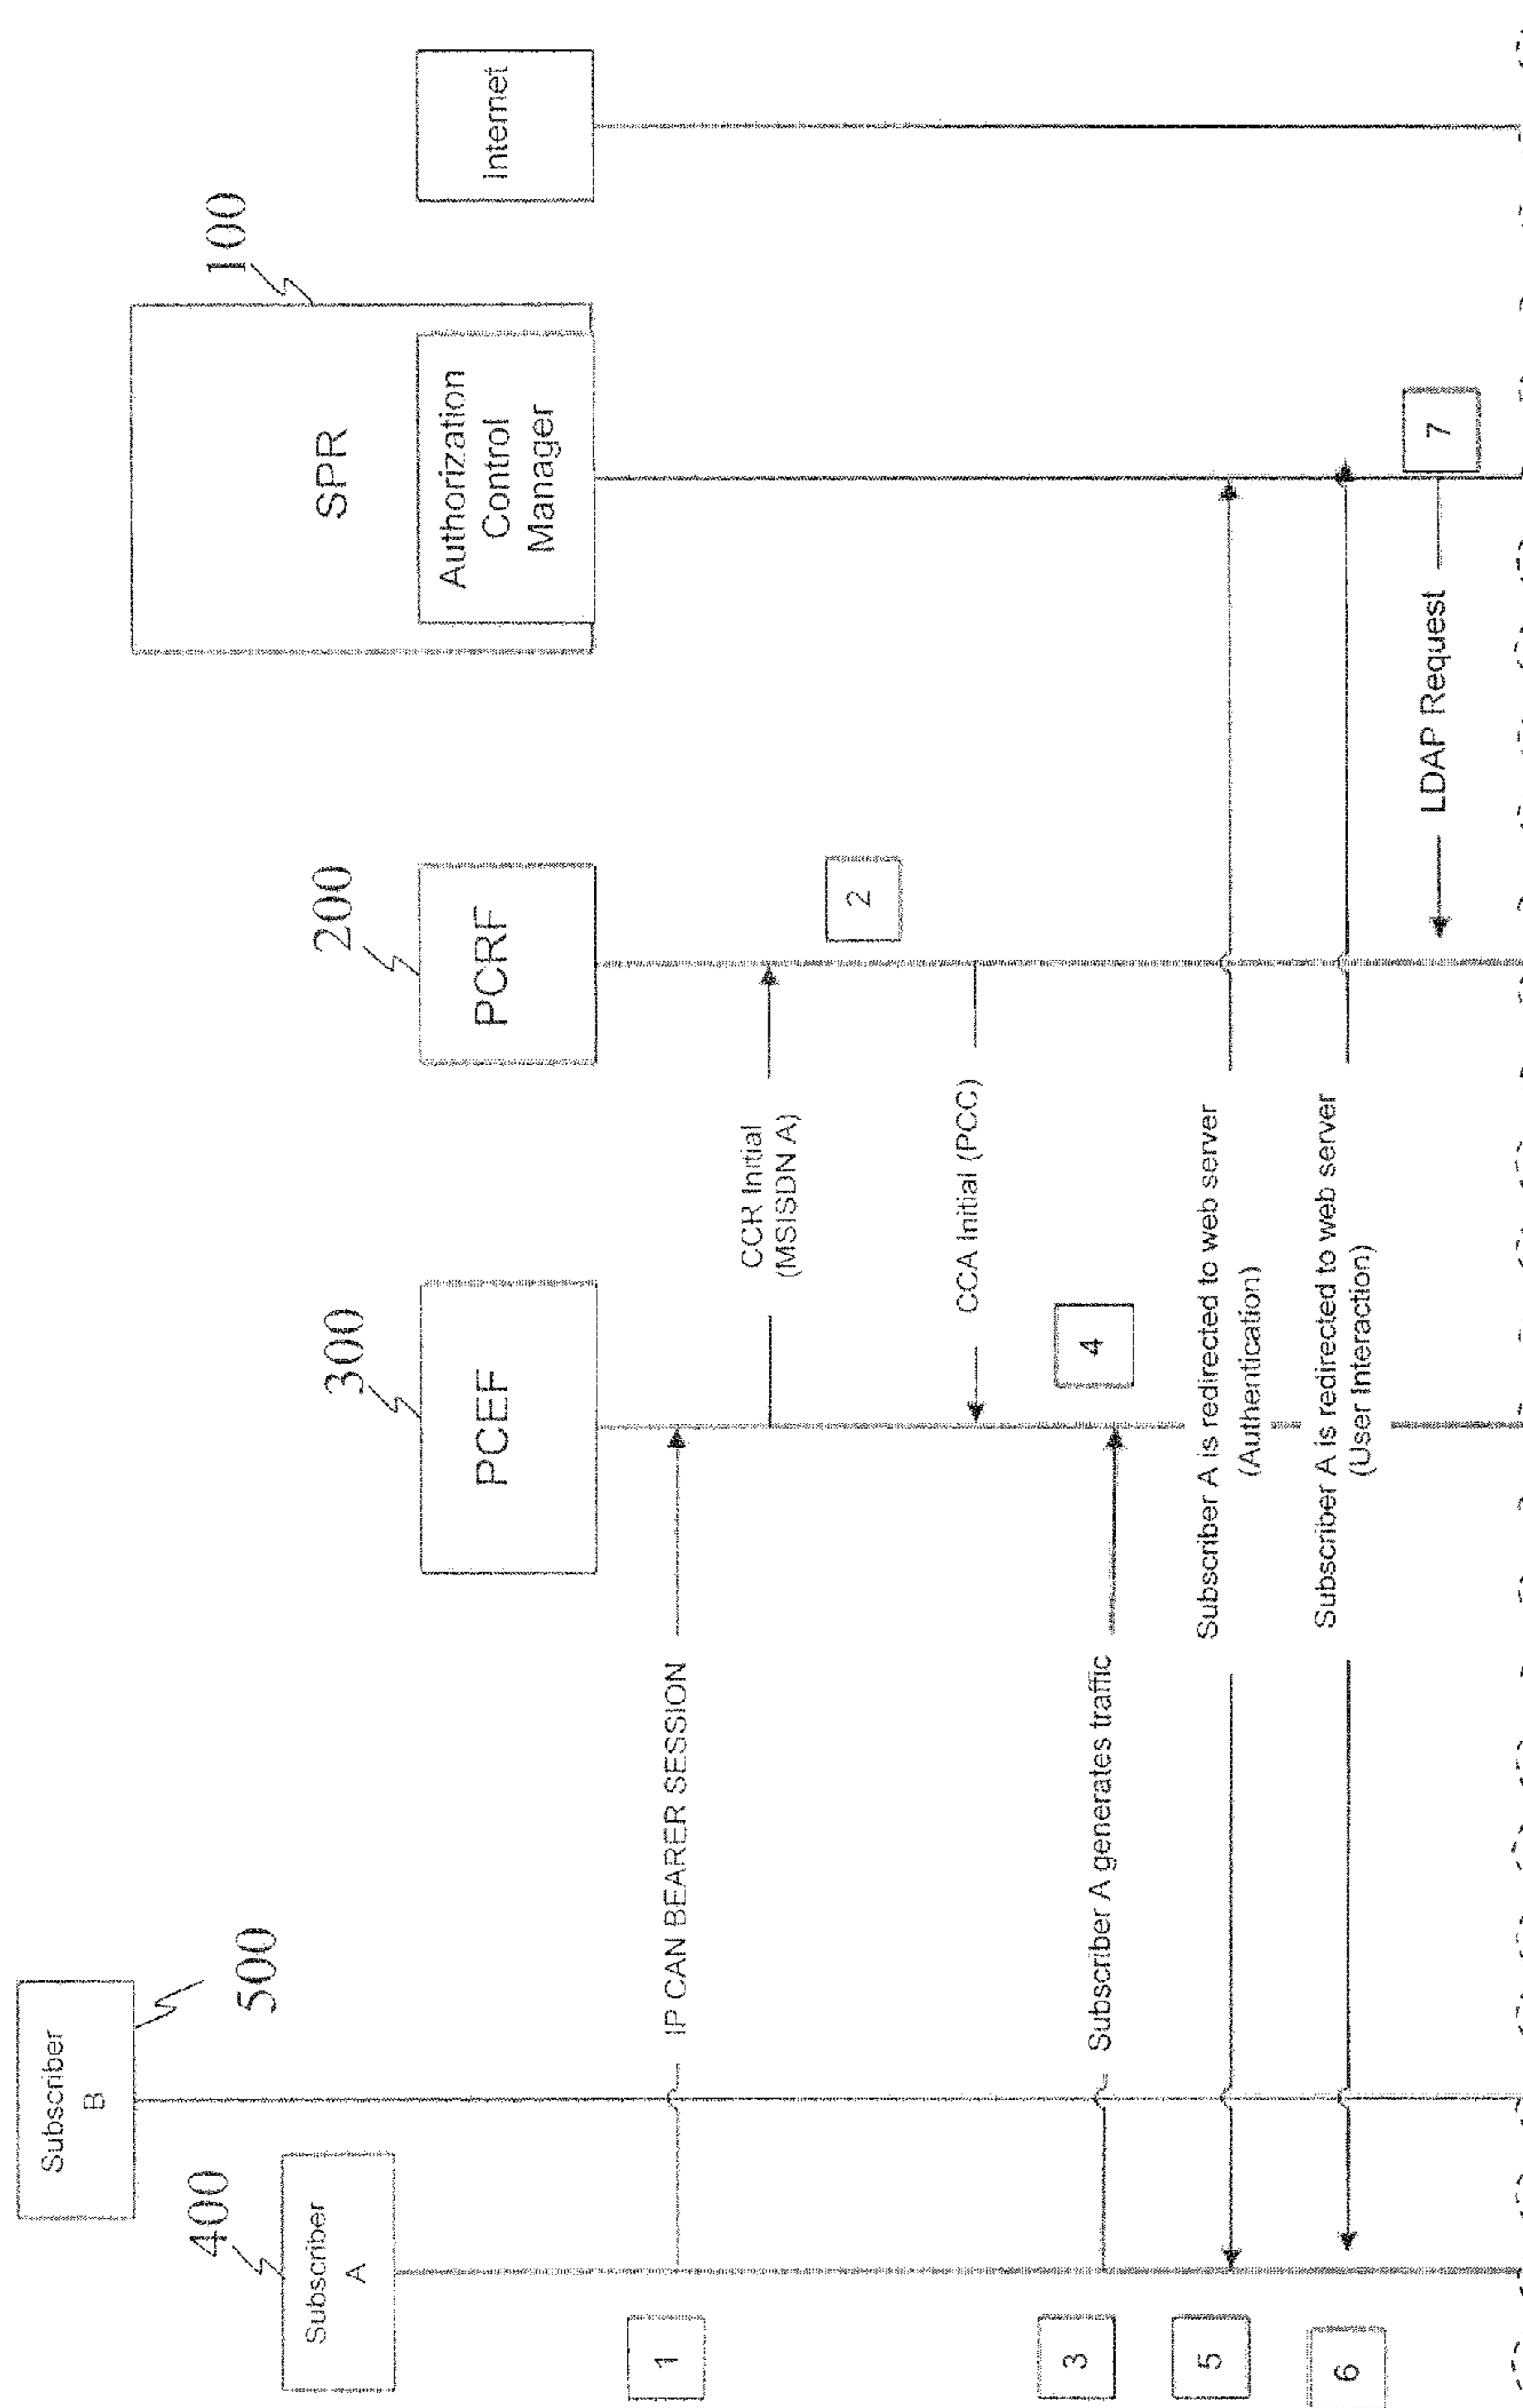 Subscriber
B
500
400
Subscriber
A
300
PCEF
200
PCRF
100
SPR
Authorization
Control
Manager
Internet
1
IP CAN BEARER SESSION
CCR Initial
(MSISDN A)
2
CCA Initial (PCC)
3
Subscriber A generates traffic
4
5
Subscriber A is redirected to web server
(Authentication)
6
Subscriber A is redirected to web server
(User Interaction)
LDAP Request
7